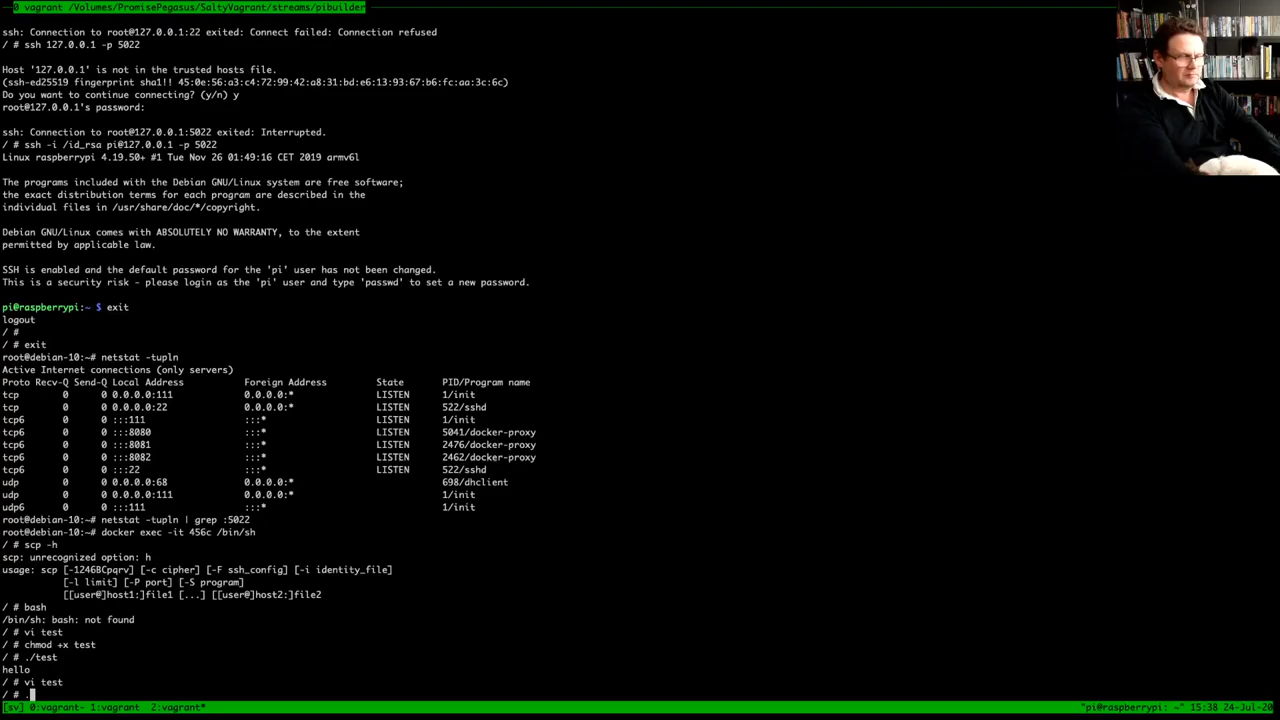 0 vagrant /Volumes/PromisePegasus/SaltyVagrant/streams/pibuilder
ssh: Connection to root@127.0.0.1:22 exited: Connect failed: Connection refused
/ # ssh 127.0.0.1 -p 5022
Host '127.0.0.1' is not in the trusted hosts file.
(ssh-ed25519 fingerprint sha1!! 45:0e:56:a3:c4:72:99:42:a8:31:bd:e6:13:93:67:b6:fc:aa:3c:6c)
Do you want to continue connecting? (y/n) y
root@127.0.0.1's password:
ssh: Connection to root@127.0.0.1:5022 exited: Interrupted.
/ # ssh -i /id_rsa pi@127.0.0.1 -p 5022
Linux raspberrypi 4.19.50+ #1 Tue Nov 26 01:49:16 CET 2019 armv6l
The programs included with the Debian GNU/Linux system are free software;
the exact distribution terms for each program are described in the
individual files in /usr/share/doc/*/copyright.
Debian GNU/Linux comes with ABSOLUTELY NO WARRANTY, to the extent
permitted by applicable law.
SSH is enabled and the default password for the 'pi' user has not been changed.
This is a security risk - please login as the 'pi' user and type 'passwd' to set a new password.
pi@raspberrypi:~ $ exit
logout
/ #
/ # exit
root@debian-10:~# netstat -tupln
Active Internet connections (only servers)
Proto Recv-Q Send-Q Local Address Foreign Address State PID/Program name
tcp 0 0 0.0.0.0:111 0.0.0.0:* LISTEN 1/init
tcp 0 0 0.0.0.0:22 0.0.0.0:* LISTEN 522/sshd
tcp6 0 0 :::111 :::* LISTEN 1/init
tcp6 0 0 :::8080 :::* LISTEN 5041/docker-proxy
tcp6 0 0 :::8081 :::* LISTEN 2476/docker-proxy
tcp6 0 0 :::8082 :::* LISTEN 2462/docker-proxy
tcp6 0 0 :::22 :::* LISTEN 522/sshd
udp 0 0 0.0.0.0:68 0.0.0.0:* 698/dhclient
udp 0 0 0.0.0.0:111 0.0.0.0:* 1/init
udp6 0 0 :::111 :::* 1/init
root@debian-10:~# netstat -tupln | grep :5022
root@debian-10:~# docker exec -it 456c /bin/sh
/ # scp -h
scp: unrecognized option: h
usage: scp [-1246BCpqrv] [-c cipher] [-F ssh_config] [-i identity_file]
[-l limit] [-P port] [-S program]
[[user@]host1:]file1 [...] [[user@]host2:]file2
/ # bash
/bin/sh: bash: not found
/ # vi test
/ # chmod +x test
/ # ./test
hello
/ # vi test
/ # .
[sv] 0:vagrant- 1:vagrant 2:vagrant* "pi@raspberrypi: ~" 15:38 24-Jul-20